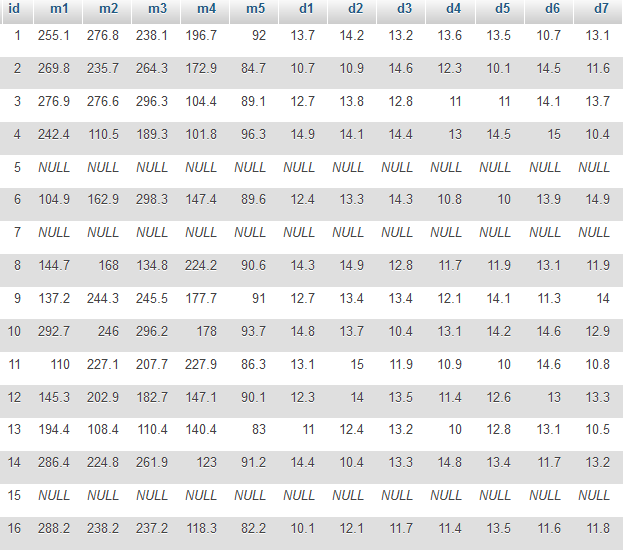 id m1 m2 m3 m4 m5 d1 d2 d3 d4 d5 d6 d7
1 255.1 276.8 238.1 196.7 92 13.7 14.2 13.2 13.6 13.5 10.7 13.1
2 269.8 235.7 264.3 172.9 84.7 10.7 10.9 14.6 12.3 10.1 14.5 11.6
3 276.9 276.6 296.3 104.4 89.1 12.7 13.8 12.8 11 11 14.1 13.7
4 242.4 110.5 189.3 101.8 96.3 14.9 14.1 14.4 13 14.5 15 10.4
5 NULL NULL NULL NULL NULL NULL NULL NULL NULL NULL NULL NULL
6 104.9 162.9 298.3 147.4 89.6 12.4 13.3 14.3 10.8 10 13.9 14.9
7 NULL NULL NULL NULL NULL NULL NULL NULL NULL NULL NULL NULL
8 144.7 168 134.8 224.2 90.6 14.3 14.9 12.8 11.7 11.9 13.1 11.9
9 137.2 244.3 245.5 177.7 91 12.7 13.4 13.4 12.1 14.1 11.3 14
10 292.7 246 296.2 178 93.7 14.8 13.7 10.4 13.1 14.2 14.6 12.9
11 110 227.1 207.7 227.9 86.3 13.1 15 11.9 10.9 10 14.6 10.8
12 145.3 202.9 182.7 147.1 90.1 12.3 14 13.5 11.4 12.6 13 13.3
13 194.4 108.4 110.4 140.4 83 11 12.4 13.2 10 12.8 13.1 10.5
14 286.4 224.8 261.9 123 91.2 14.4 10.4 13.3 14.8 13.4 11.7 13.2
15 NULL NULL NULL NULL NULL NULL NULL NULL NULL NULL NULL NULL
16 288.2 238.2 237.2 118.3 82.2 10.1 12.1 11.7 11.4 13.5 11.6 11.8